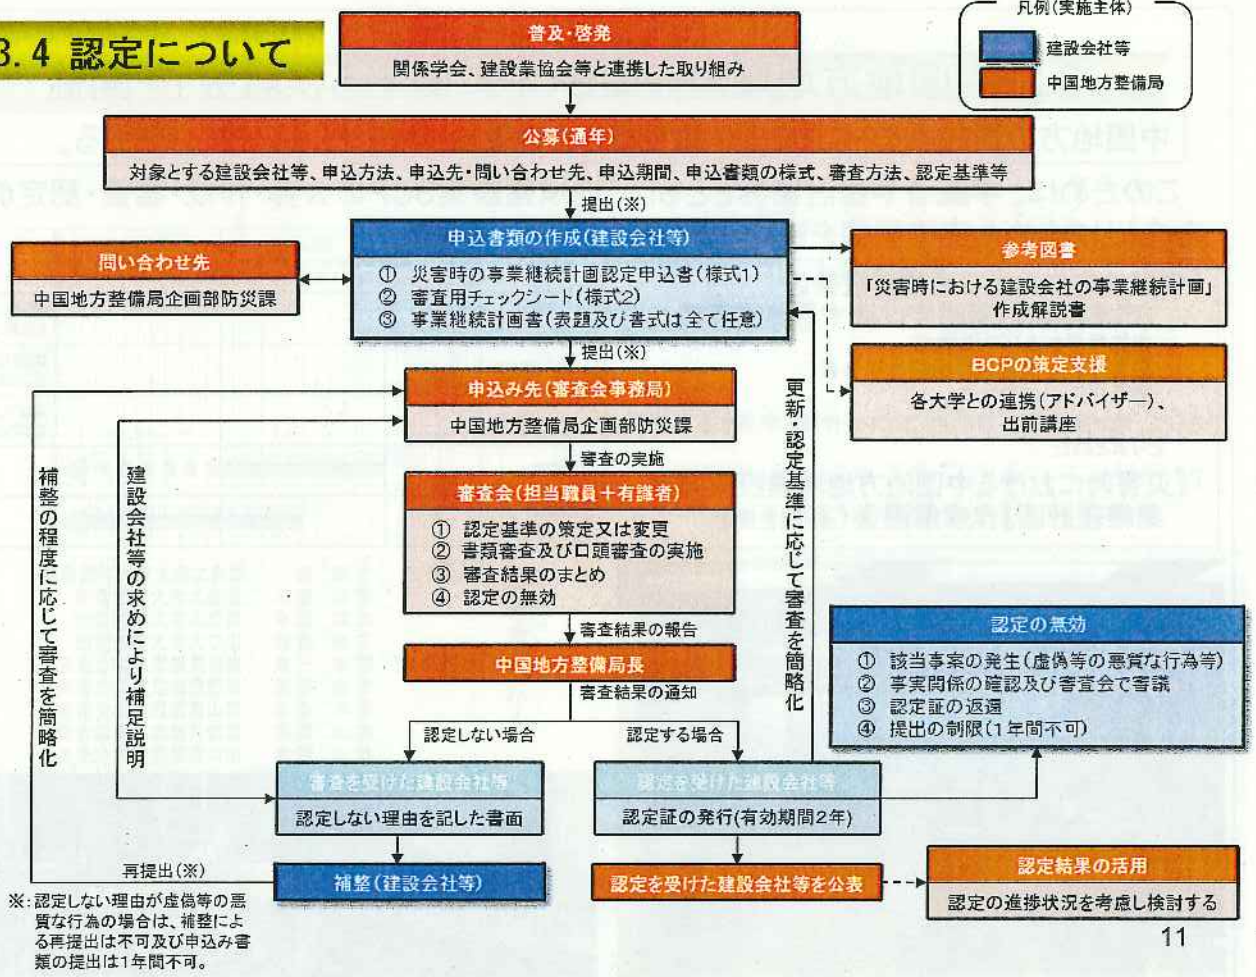 3.4 認定について
凡例(実施主体)
建設会社等
中国地方整備局
普及・啓発
関係学会、建設業協会等と連携した取り組み
公募(通年)
対象とする建設会社等、申込方法、申込先・問い合わせ先、申込期間、申込書類の様式、審査方法、認定基準等
提出(※)
申込書類の作成(建設会社等)
① 災害時の事業継続計画認定申込書(様式1)
② 審査用チェックシート(様式2)
③ 事業継続計画書(表題及び書式は全て任意)
問い合わせ先
中国地方整備局企画部防災課
参考図書
「災害時における建設会社の事業継続計画」
作成解説書
BCPの策定支援
各大学との連携(アドバイザー)、
出前講座
提出(※)
申込み先(審査会事務局)
中国地方整備局企画部防災課
審査の実施
審査会(担当職員+有識者)
① 認定基準の策定又は変更
② 書類審査及び口頭審査の実施
③ 審査結果のまとめ
④ 認定の無効
審査結果の報告
中国地方整備局長
審査結果の通知
認定しない場合
認定する場合
更新・認定基準に応じて審査を簡略化
建設会社等の求めにより補足説明
補整の程度に応じて審査を簡略化
認定の無効
① 該当事案の発生(虚偽等の悪質な行為等)
② 事実関係の確認及び審査会で審議
③ 認定証の返還
④ 提出の制限(1年間不可)
審査を受けた建設会社等
認定しない理由を記した書面
認定を受けた建設会社等
認定証の発行(有効期間2年)
再提出(※)
補整(建設会社等)
認定を受けた建設会社等を公表
認定結果の活用
認定の進捗状況を考慮し検討する
※:認定しない理由が虚偽等の悪
質な行為の場合は、補整によ
る再提出は不可及び申込み書
類の提出は1年間不可。
11